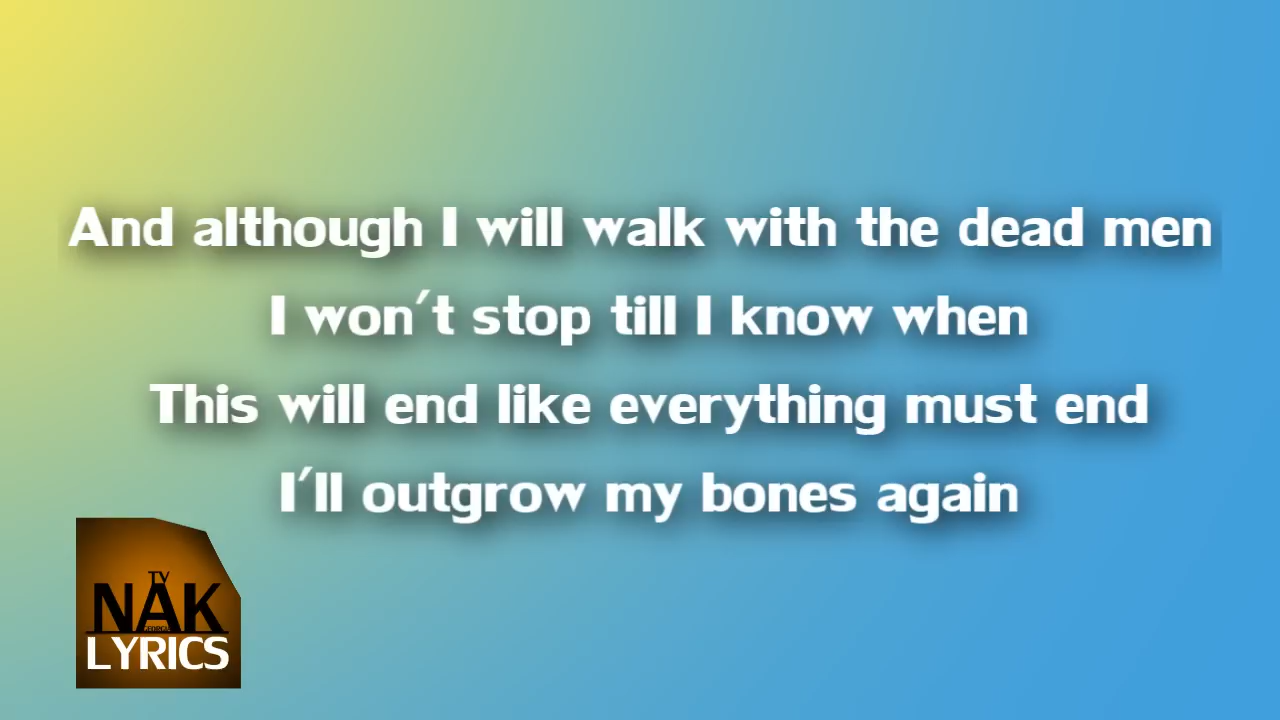 And although I will walk with the dead men
I won't stop till I know when
This will end like everything must end
I'll outgrow my bones again
TV
NAK
LYRICS